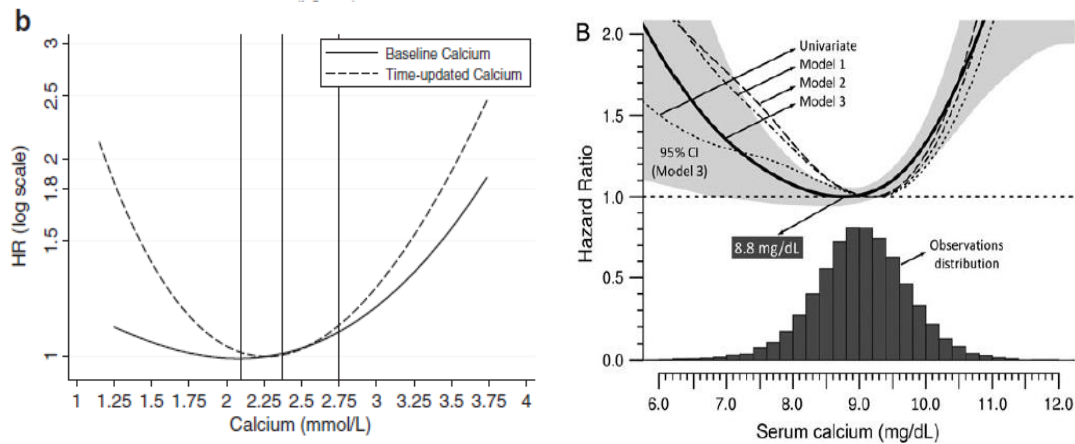 b
HR (log scale)
3
2.5
2
1.8
1.5
1
Baseline Calcium
Time-updated Calcium
1 1.25 1.5 1.75 2 2.25 2.5 2.75 3 3.25 3.5 3.75 4
Calcium (mmol/L)
B
Hazard Ratio
2.0
1.5
1.0
0.5
0.0
Univariate
Model 1
Model 2
Model 3
95% CI
(Model 3)
8.8 mg/dL
Observations
distribution
6.0 7.0 8.0 9.0 10.0 11.0 12.0
Serum calcium (mg/dL)